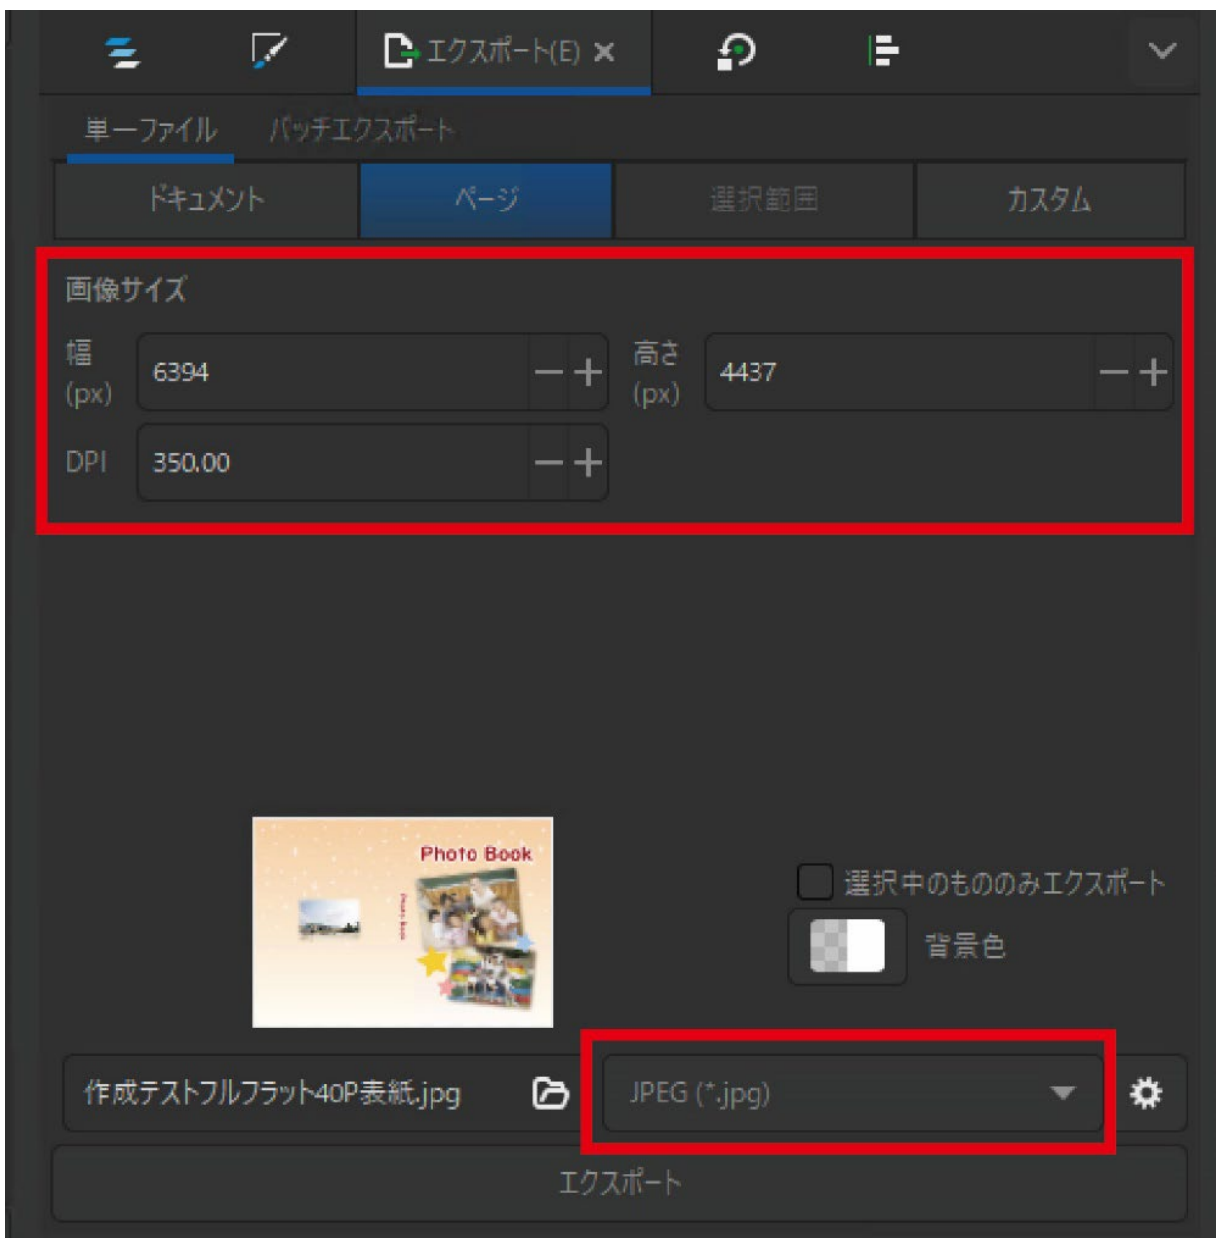 エクスポート(E)
単一ファイル バッチエクスポート
ドキュメント ページ 選択範囲 カスタム
画像サイズ
幅 (px) 6394 高さ (px) 4437
DPI 350.00
Photo Book
Photo Book
選択中のもののみエクスポート
背景色
作成テストフルフラット40P表紙.jpg JPEG (*.jpg)
エクスポート